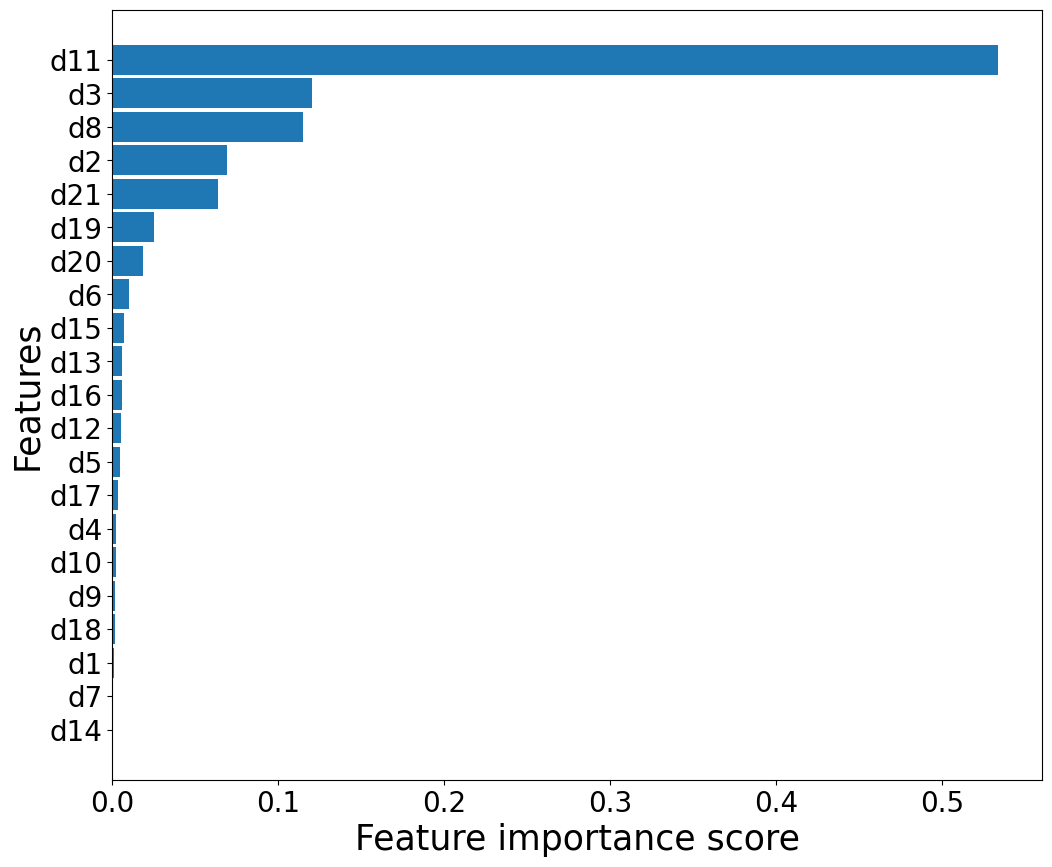 d11
d3
d8
d2
d21
d19
d20
d6
d15
d13
d16
d12
d5
d17
d4
d10
d9
d18
d1
d7
d14
Features
0.0 0.1 0.2 0.3 0.4 0.5
Feature importance score